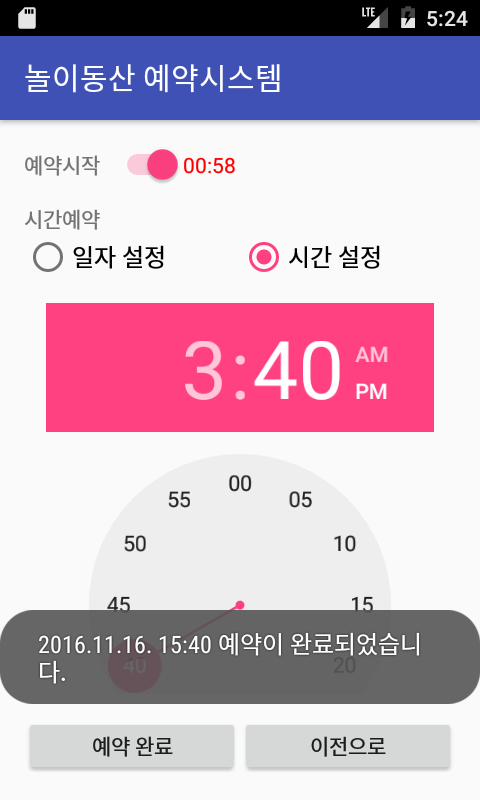 LTE 5:24
놀이동산 예약시스템
예약시작 00:58
시간예약
일자 설정 시간 설정
3:40 AM
PM
00
55 05
50 10
45 15
40 20
2016.11.16. 15:40 예약이 완료되었습니
다.
예약 완료 이전으로